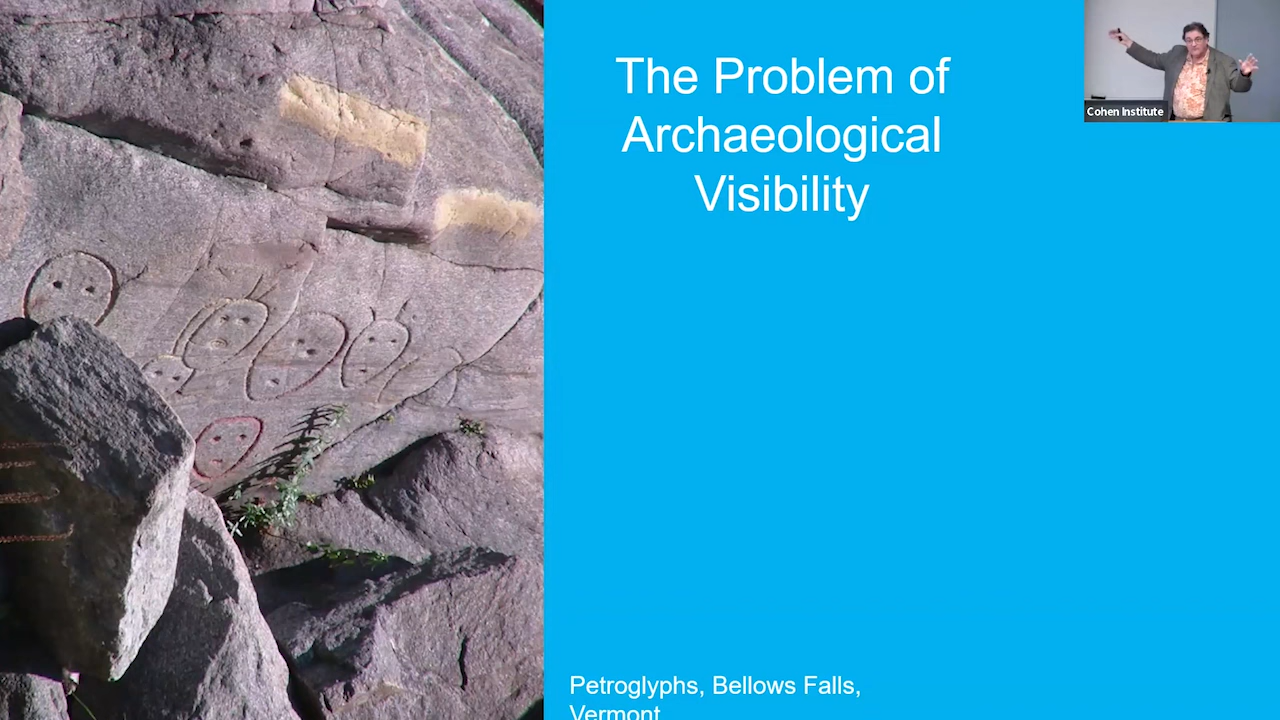 The Problem of
Archaeological
Visibility
Cohen Institute
Petroglyphs, Bellows Falls,
Vermont